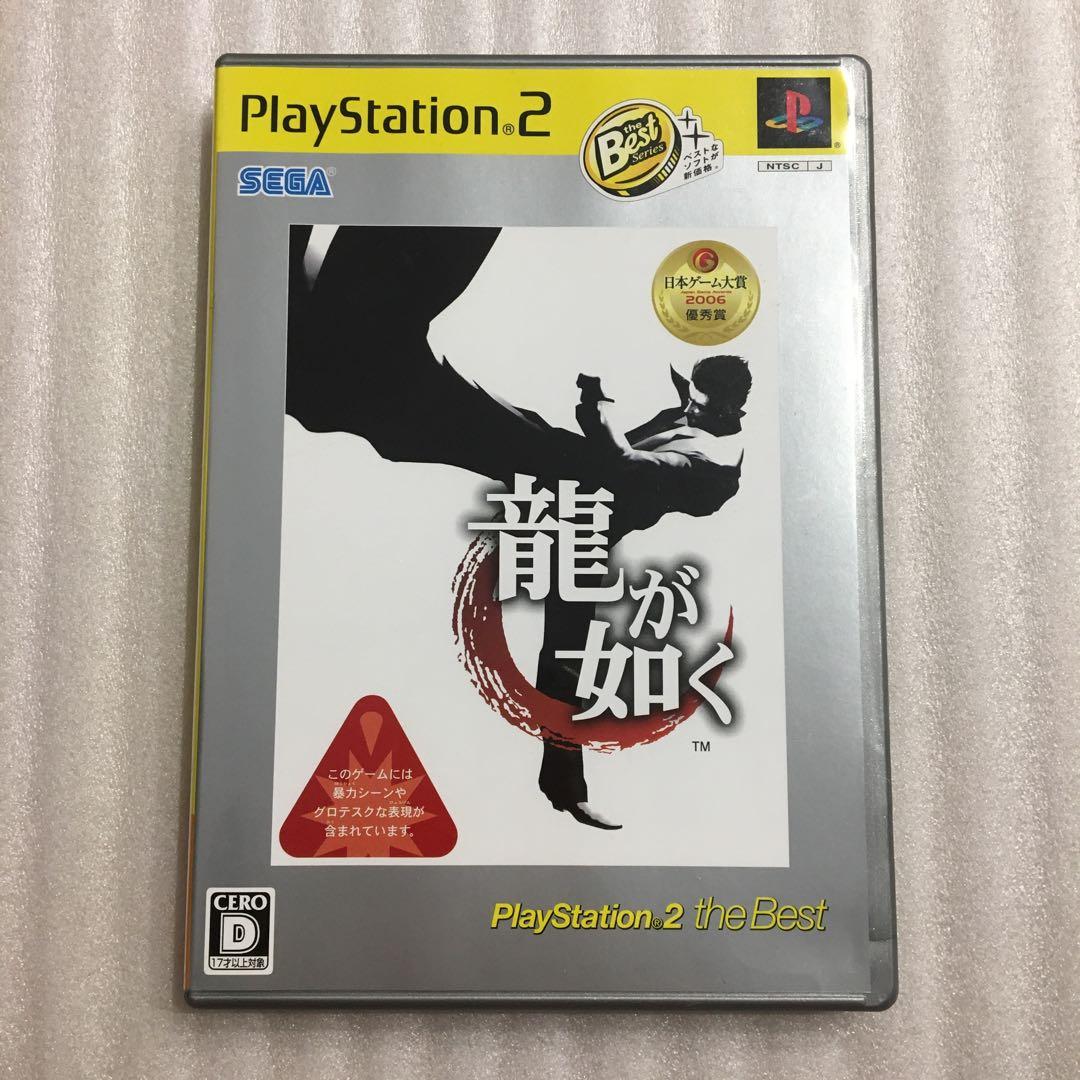 PlayStation®2
the
Best
Series
ベストな
ソフトが
新価格。
®
NTSC J
SEGA®
G
日本ゲーム大賞
Japan Game Awards
2006
優秀賞
龍が
如く
TM
!
このゲームには
暴力シーンや
グロテスクな表現が
含まれています。
CERO
D
17才以上対象
PlayStation®2 the Best